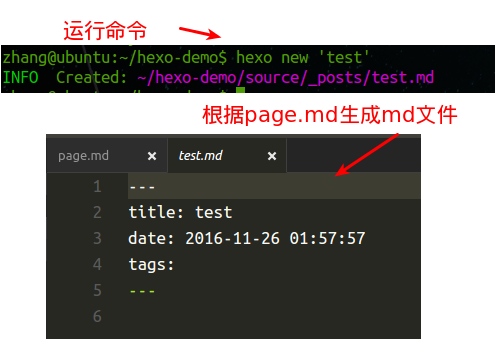 运行命令
zhang@ubuntu:~/hexo-demo$ hexo new 'test'
INFO  Created: ~/hexo-demo/source/_posts/test.md
根据page.md生成md文件
page.md × test.md ×
1 ---
2 title: test
3 date: 2016-11-26 01:57:57
4 tags:
5 ---
6